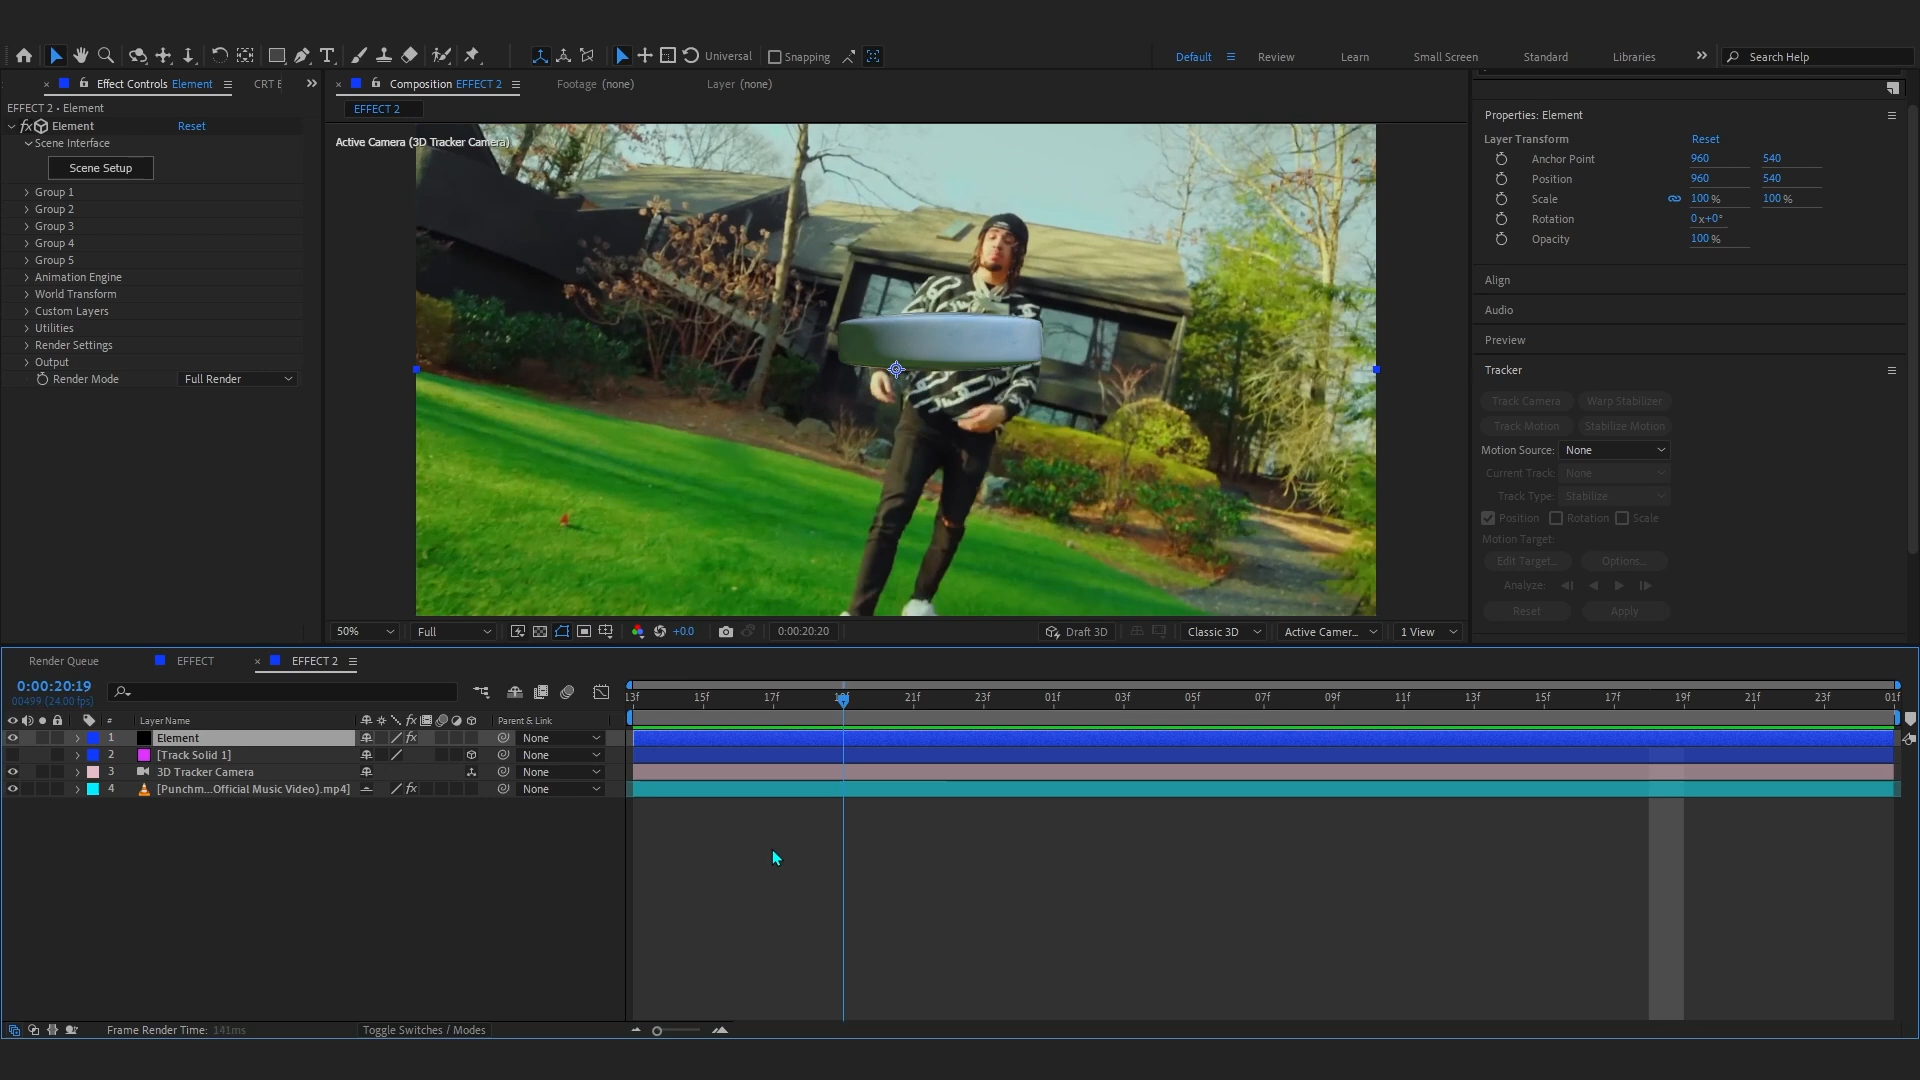 Universal
Snapping
Default
Review
Learn
Small Screen
Standard
Libraries
Search Help
Effect Controls Element
CRT E
Composition EFFECT 2
Footage (none)
Layer (none)
EFFECT 2 • Element
EFFECT 2
fx Element Reset
Scene Interface
Scene Setup
Group 1
Group 2
Group 3
Group 4
Group 5
Animation Engine
World Transform
Custom Layers
Utilities
Render Settings
Output
Render Mode Full Render
Active Camera (3D Tracker Camera)
Properties: Element
Layer Transform Reset
Anchor Point 960 540
Position 960 540
Scale 100 % 100 %
Rotation 0 x+0°
Opacity 100 %
Align
Audio
Preview
Tracker
Track Camera Warp Stabilizer
Track Motion Stabilize Motion
Motion Source: None
Current Track: None
Track Type: Stabilize
Position Rotation Scale
Motion Target:
Edit Target... Options...
Analyze:
Reset Apply
50% Full +0.0 0:00:20:20 Draft 3D Classic 3D Active Camer... 1 View
Render Queue EFFECT EFFECT 2
0:00:20:19
00499 (24.00 fps)
13f 15f 17f 19f 21f 23f 01f 03f 05f 07f 09f 11f 13f 15f 17f 19f 21f 23f 01f
# Layer Name fx Parent & Link
1 Element fx None
2 [Track Solid 1] None
3 3D Tracker Camera None
4 [Punchm...Official Music Video).mp4] fx None
Frame Render Time: 141ms
Toggle Switches / Modes